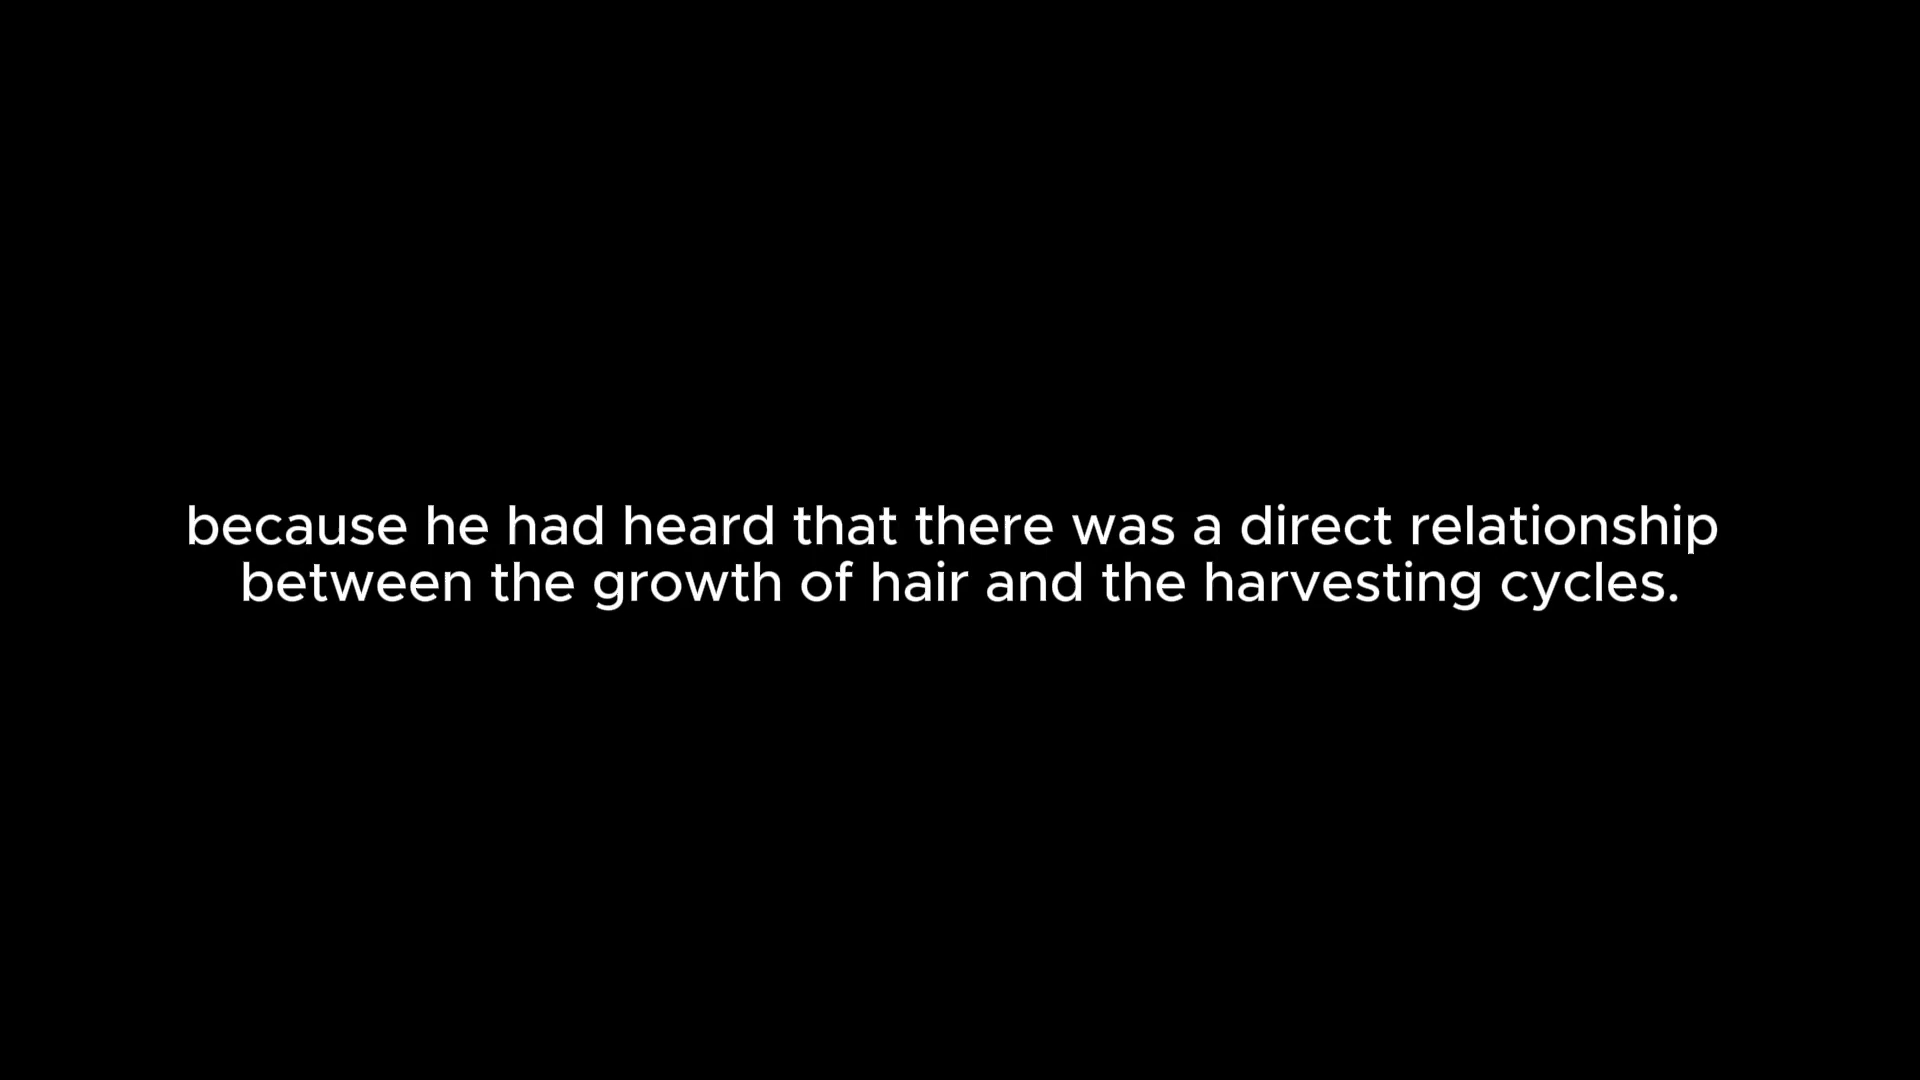 because he had heard that there was a direct relationship
between the growth of hair and the harvesting cycles.